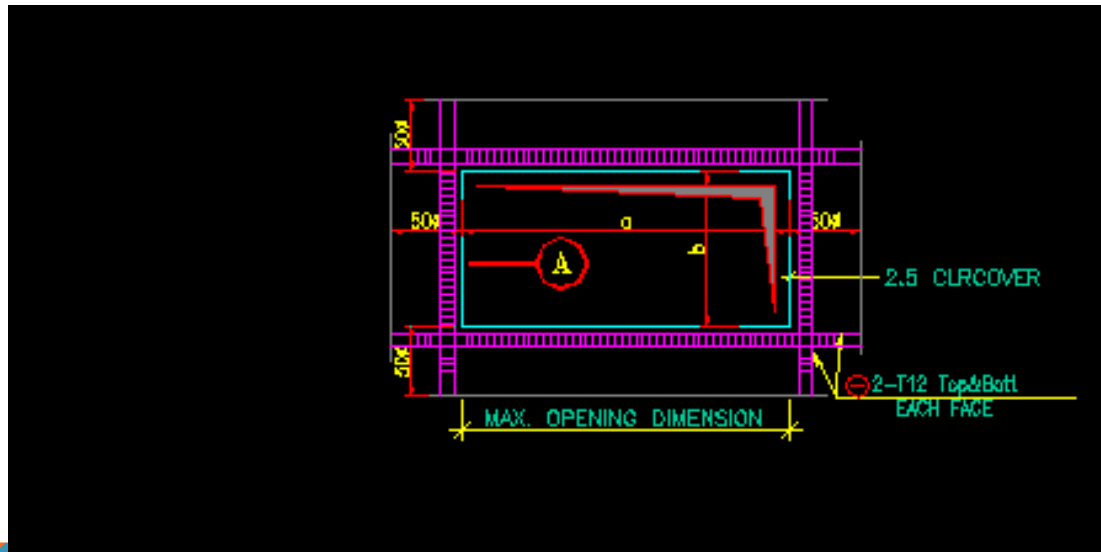 50ø
50ø
a
50ø
b
A
2.5 CLRCOVER
50ø
2-T12 Top&Bott
EACH FACE
MAX. OPENING DIMENSION